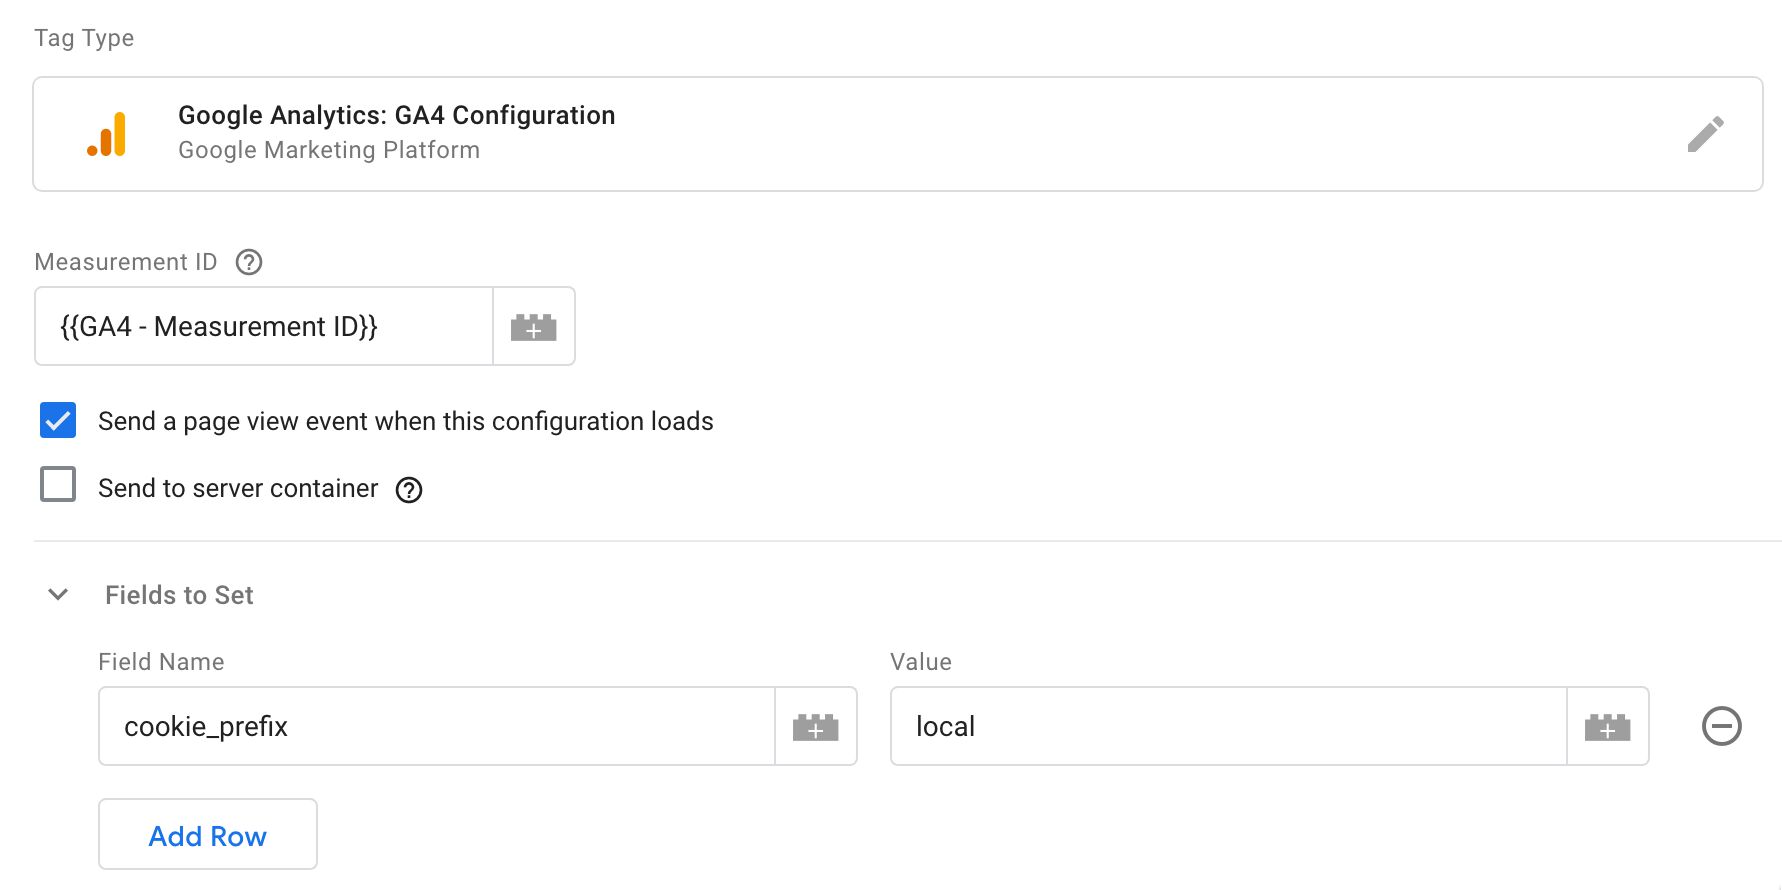 Tag Type
Google Analytics: GA4 Configuration
Google Marketing Platform
Measurement ID
{{GA4 - Measurement ID}}
Send a page view event when this configuration loads
Send to server container
Fields to Set
Field Name Value
cookie_prefix local
Add Row